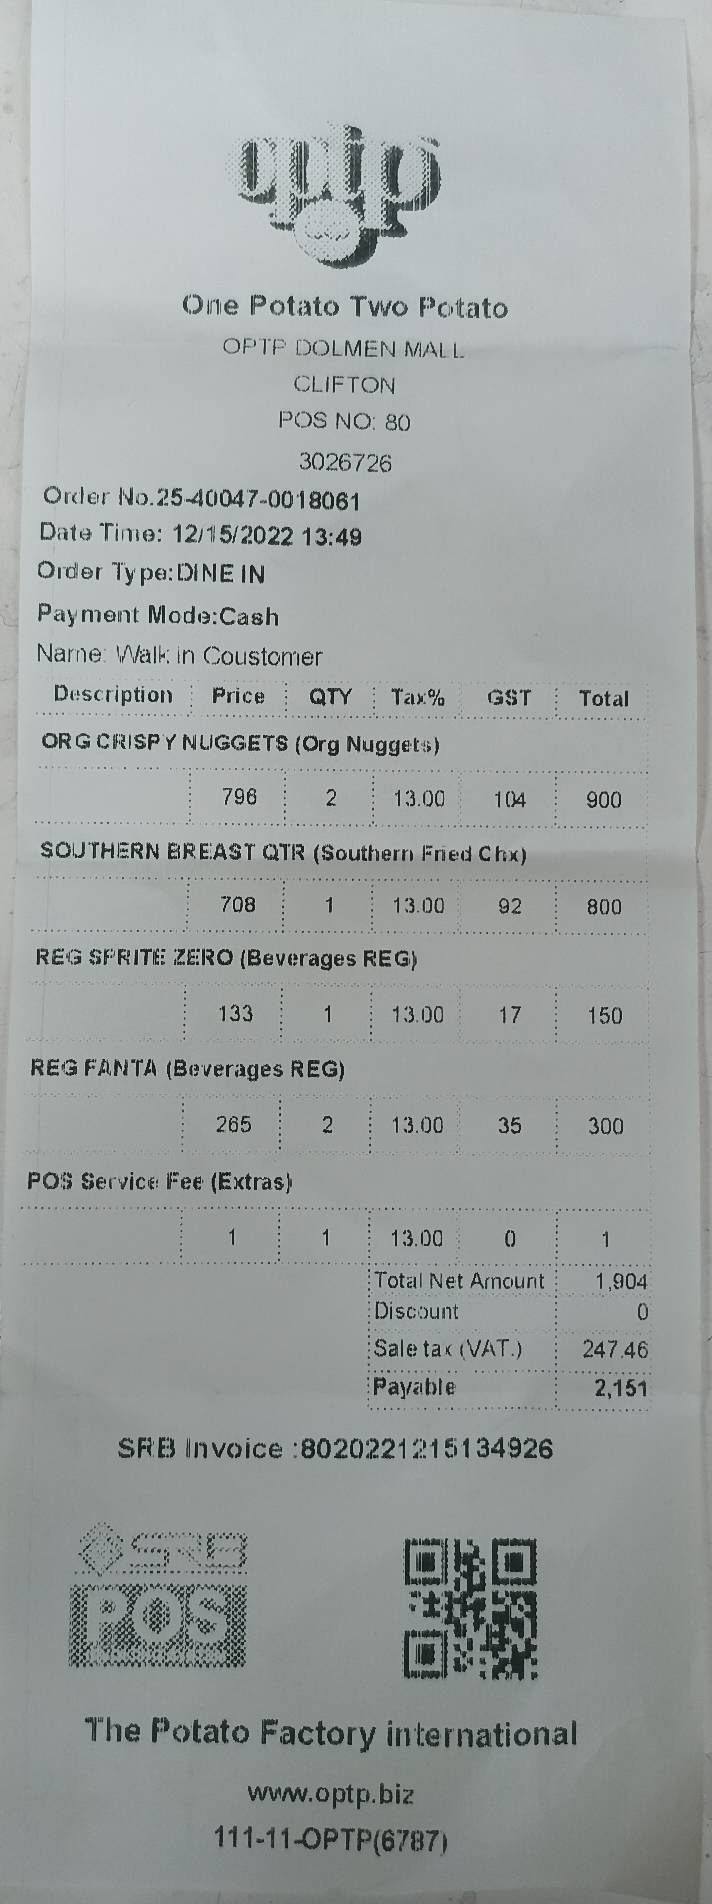 optp
One Potato Two Potato
OPTP DOLMEN MALL
CLIFTON
POS NO: 80
3026726
Order No.25-40047-0018061
Date Time: 12/15/2022 13:49
Order Type:DINE IN
Payment Mode:Cash
Name: Walk in Coustomer
Description Price QTY Tax% GST Total
ORG CRISPY NUGGETS (Org Nuggets)
796 2 13.00 104 900
SOUTHERN BREAST QTR (Southern Fried Chx)
708 1 13.00 92 800
REG SPRITE ZERO (Beverages REG)
133 1 13.00 17 150
REG FANTA (Beverages REG)
265 2 13.00 35 300
POS Service Fee (Extras)
1 1 13.00 0 1
Total Net Amount 1,904
Discount 0
Sale tax (VAT.) 247.46
Payable 2,151
SRB Invoice :8020221215134926
SRB
POS
The Potato Factory international
www.optp.biz
111-11-OPTP(6787)